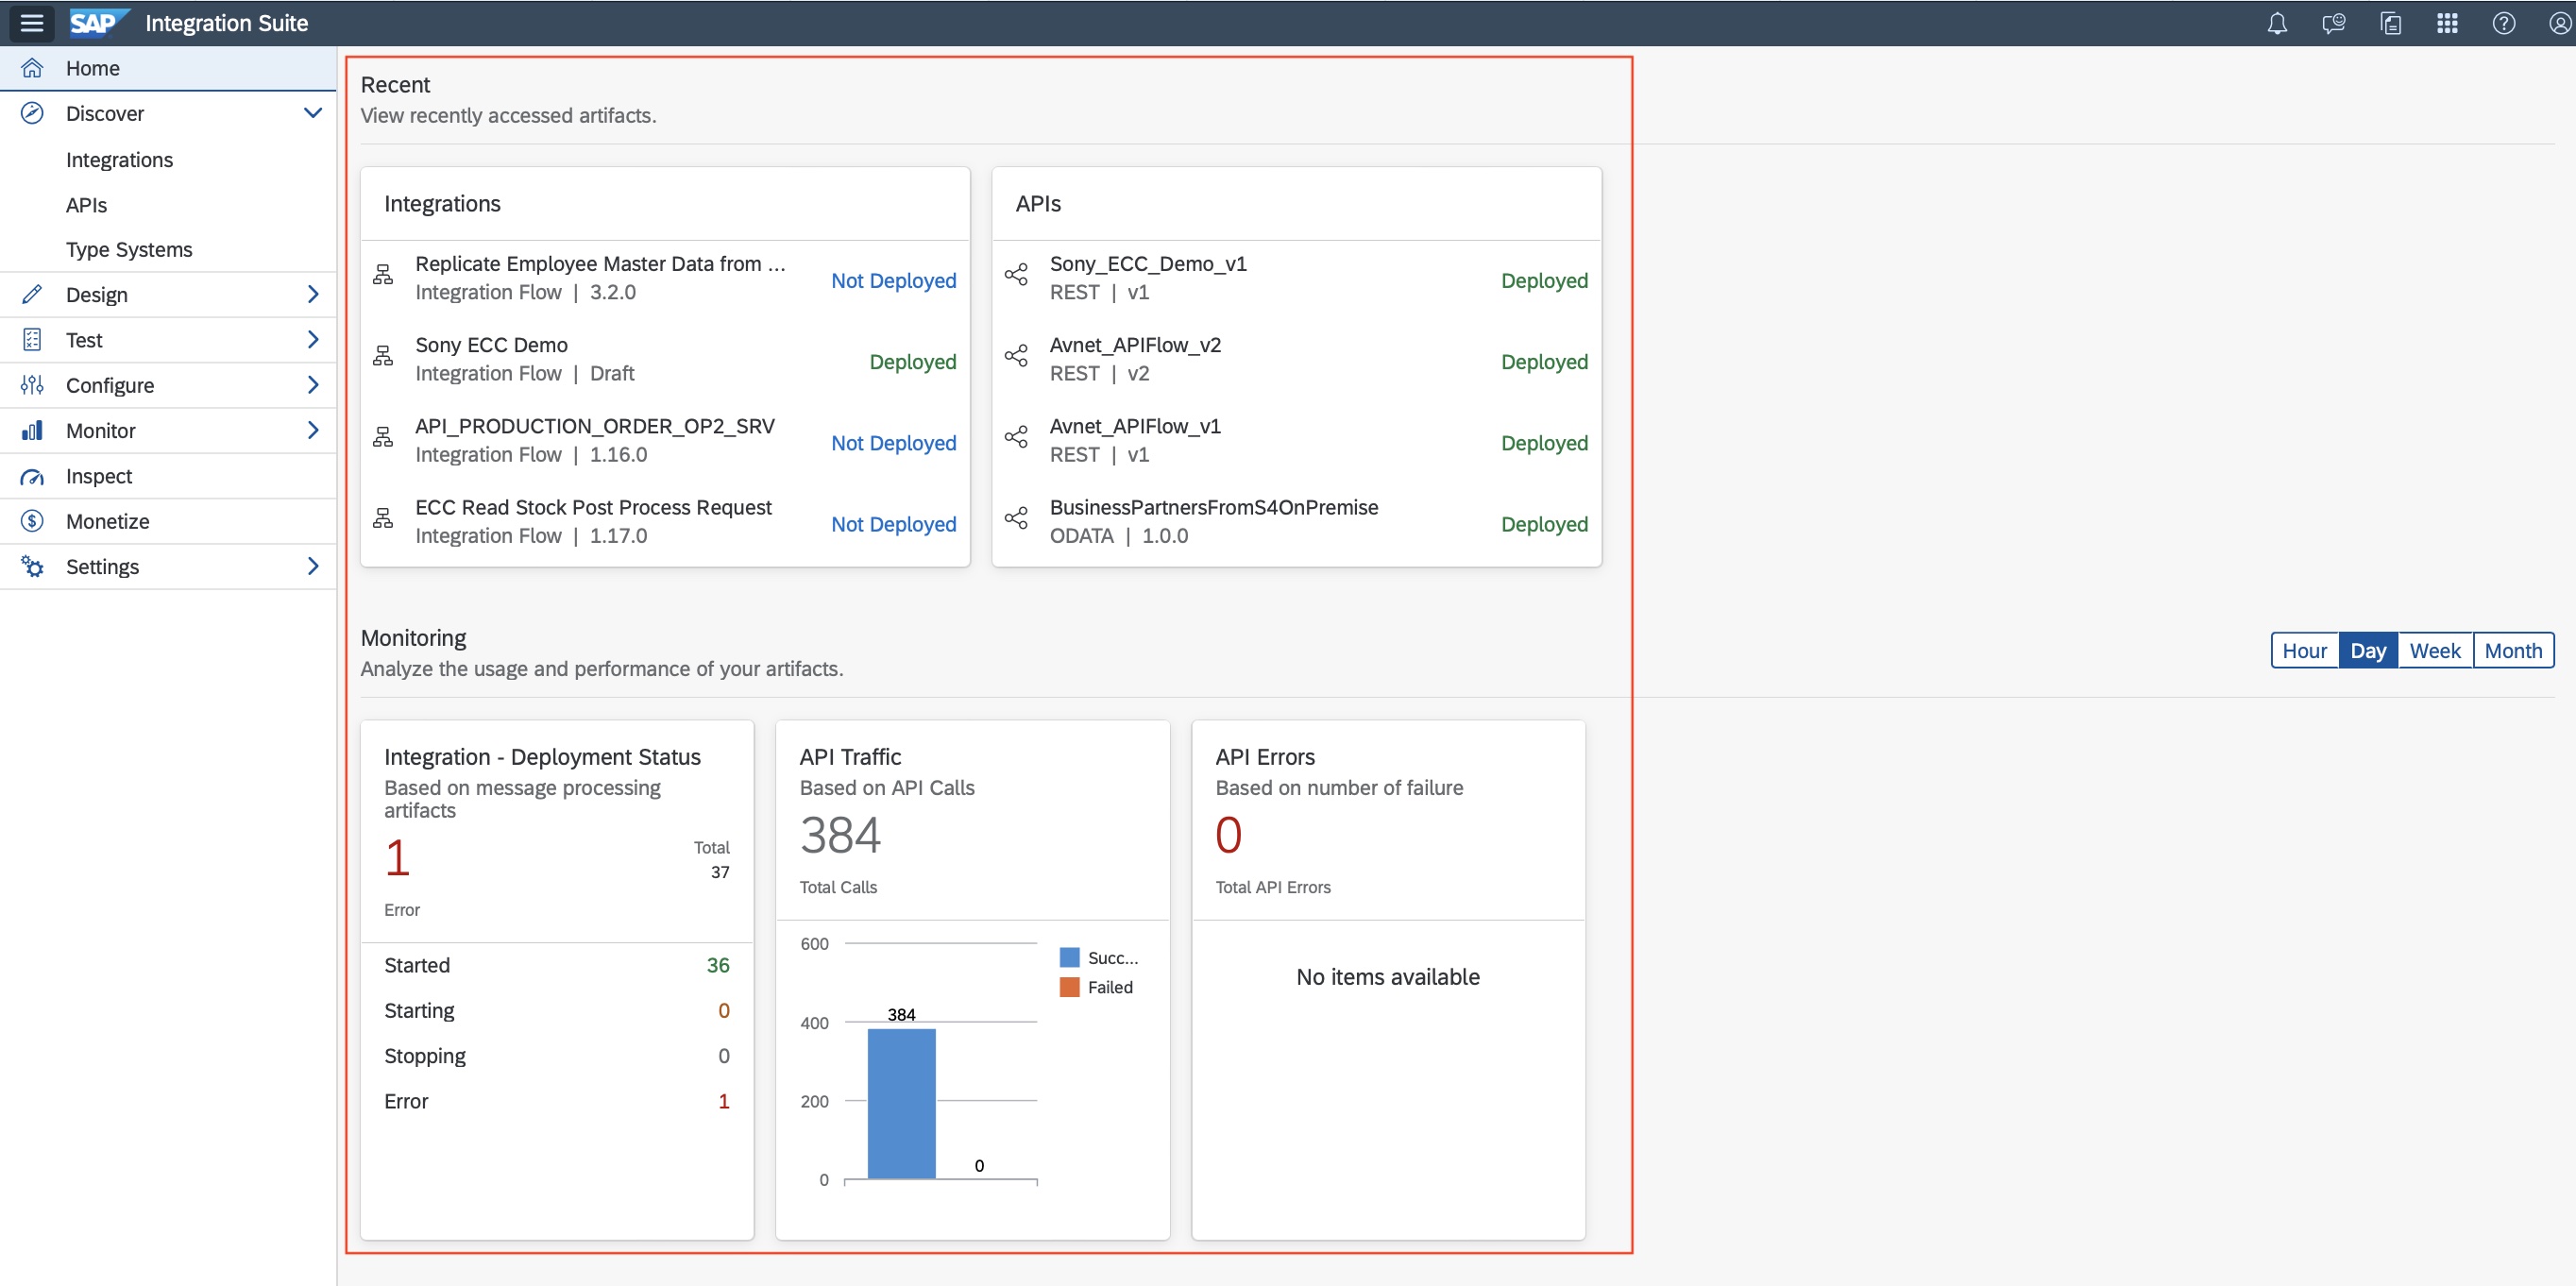 SAP Integration Suite
Home
Discover
Integrations
APIs
Type Systems
Design
Test
Configure
Monitor
Inspect
Monetize
Settings
Recent
View recently accessed artifacts.
Integrations
Replicate Employee Master Data from ...
Integration Flow | 3.2.0
Not Deployed
Sony ECC Demo
Integration Flow | Draft
Deployed
API_PRODUCTION_ORDER_OP2_SRV
Integration Flow | 1.16.0
Not Deployed
ECC Read Stock Post Process Request
Integration Flow | 1.17.0
Not Deployed
APIs
Sony_ECC_Demo_v1
REST | v1
Deployed
Avnet_APIFlow_v2
REST | v2
Deployed
Avnet_APIFlow_v1
REST | v1
Deployed
BusinessPartnersFromS4OnPremise
ODATA | 1.0.0
Deployed
Monitoring
Analyze the usage and performance of your artifacts.
Hour Day Week Month
Integration - Deployment Status
Based on message processing
artifacts
1
Total
37
Error
Started 36
Starting 0
Stopping 0
Error 1
API Traffic
Based on API Calls
384
Total Calls
600
400
200
0
384
0
Succ...
Failed
API Errors
Based on number of failure
0
Total API Errors
No items available